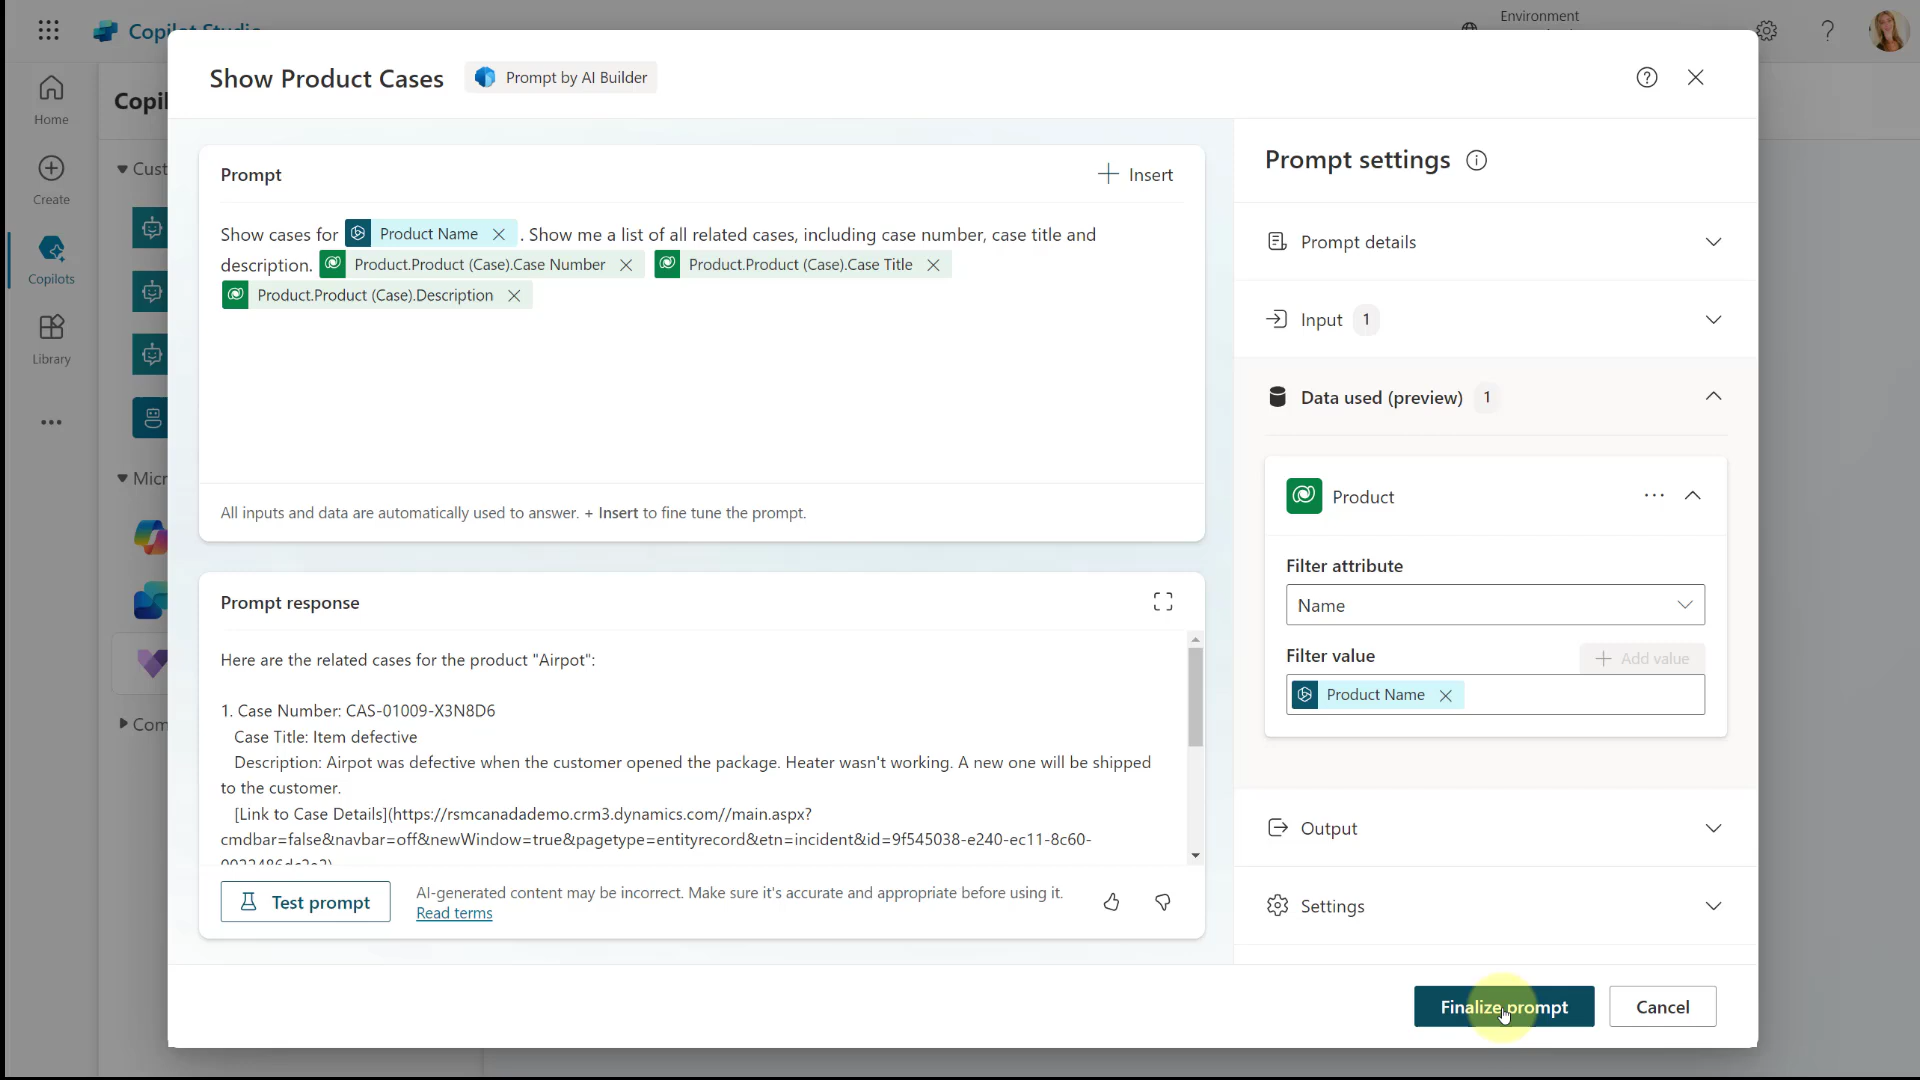 Environment
Home
Create
Copilots
Library
Copil
Cust
Micr
Com
Show Product Cases
Prompt by AI Builder
Prompt
Insert
Show cases for Product Name . Show me a list of all related cases, including case number, case title and
description. Product.Product (Case).Case Number Product.Product (Case).Case Title
Product.Product (Case).Description
All inputs and data are automatically used to answer. + Insert to fine tune the prompt.
Prompt response
Here are the related cases for the product "Airpot":
1. Case Number: CAS-01009-X3N8D6
Case Title: Item defective
Description: Airpot was defective when the customer opened the package. Heater wasn't working. A new one will be shipped
to the customer.
[Link to Case Details](https://rsmcanadademo.crm3.dynamics.com//main.aspx?
cmdbar=false&navbar=off&newWindow=true&pagetype=entityrecord&etn=incident&id=9f545038-e240-ec11-8c60-
Test prompt
AI-generated content may be incorrect. Make sure it's accurate and appropriate before using it.
Read terms
Prompt settings
Prompt details
Input 1
Data used (preview) 1
Product
Filter attribute
Name
Filter value
Add value
Product Name
Output
Settings
Finalize prompt
Cancel